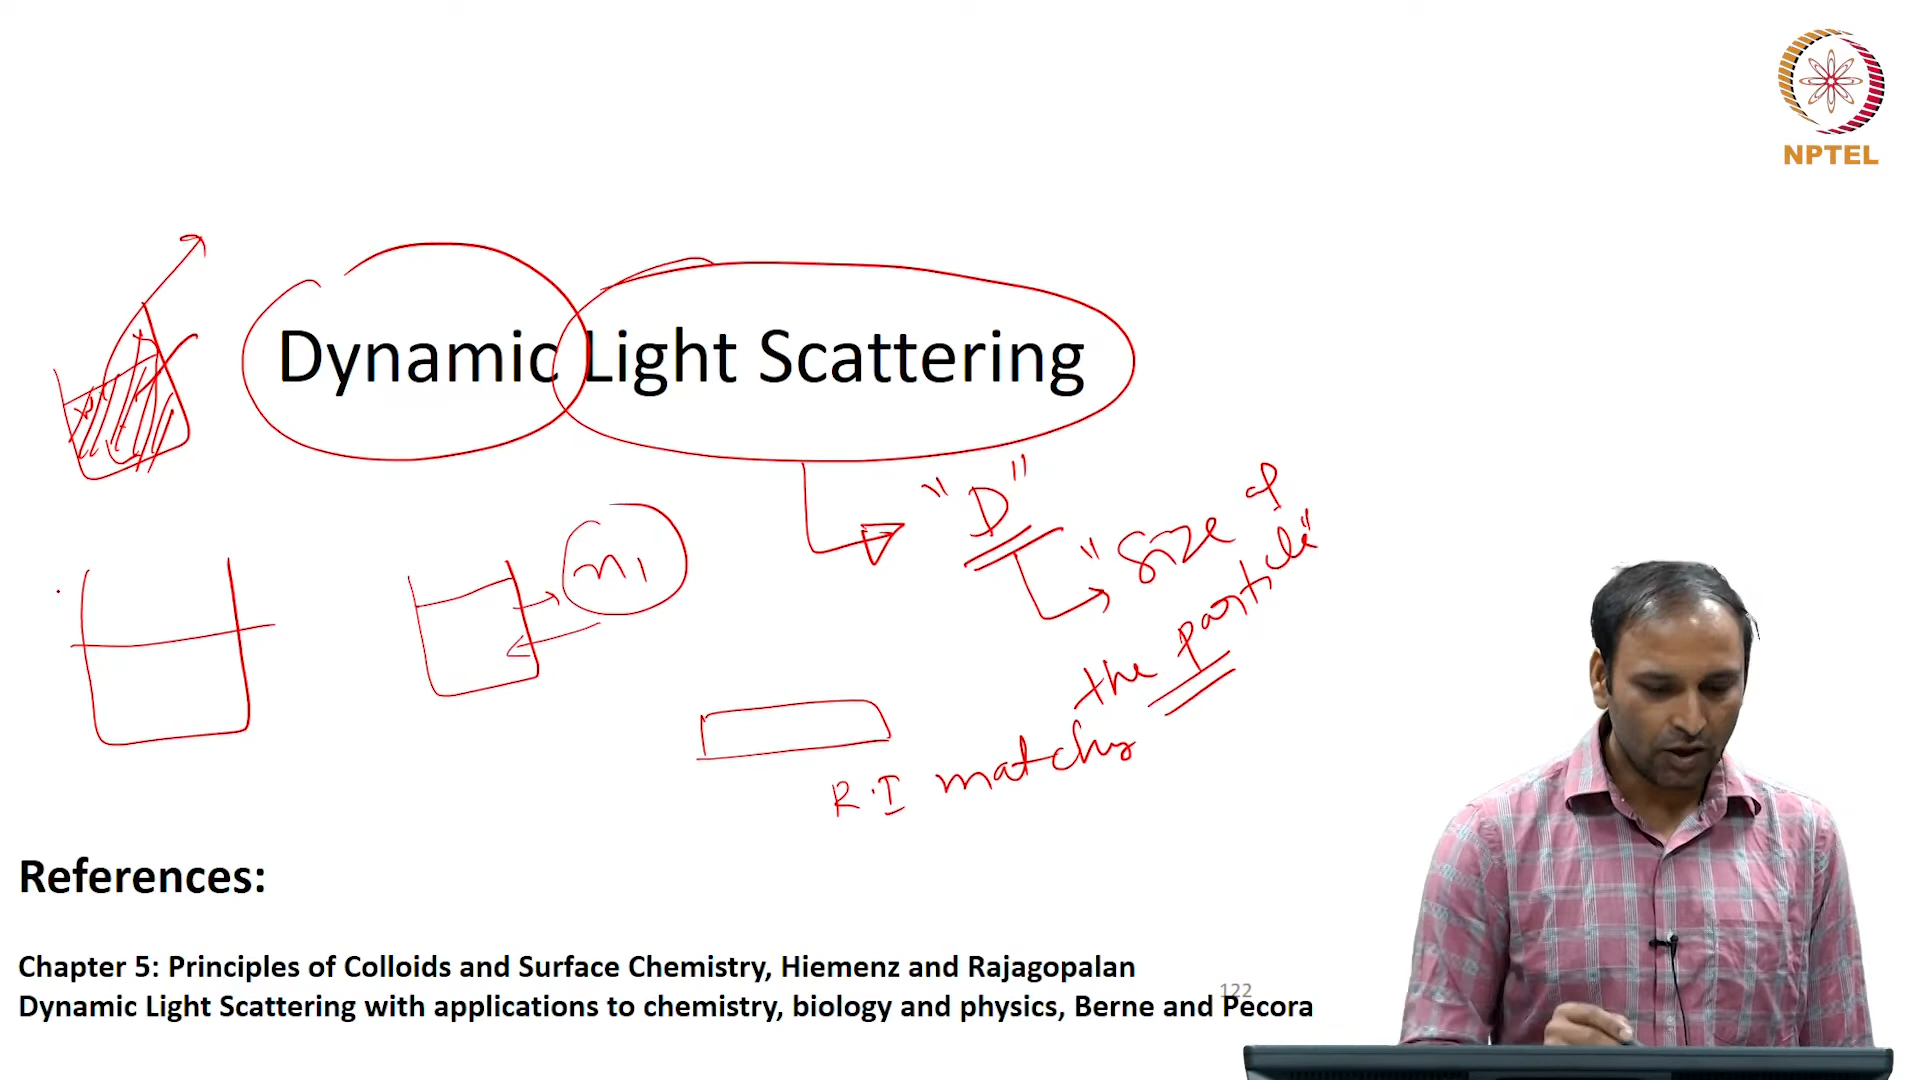 NPTEL
Dynamic Light Scattering
"D"
"Size of
the particle"
n1
R.I matching
References:
Chapter 5: Principles of Colloids and Surface Chemistry, Hiemenz and Rajagopalan
122
Dynamic Light Scattering with applications to chemistry, biology and physics, Berne and Pecora